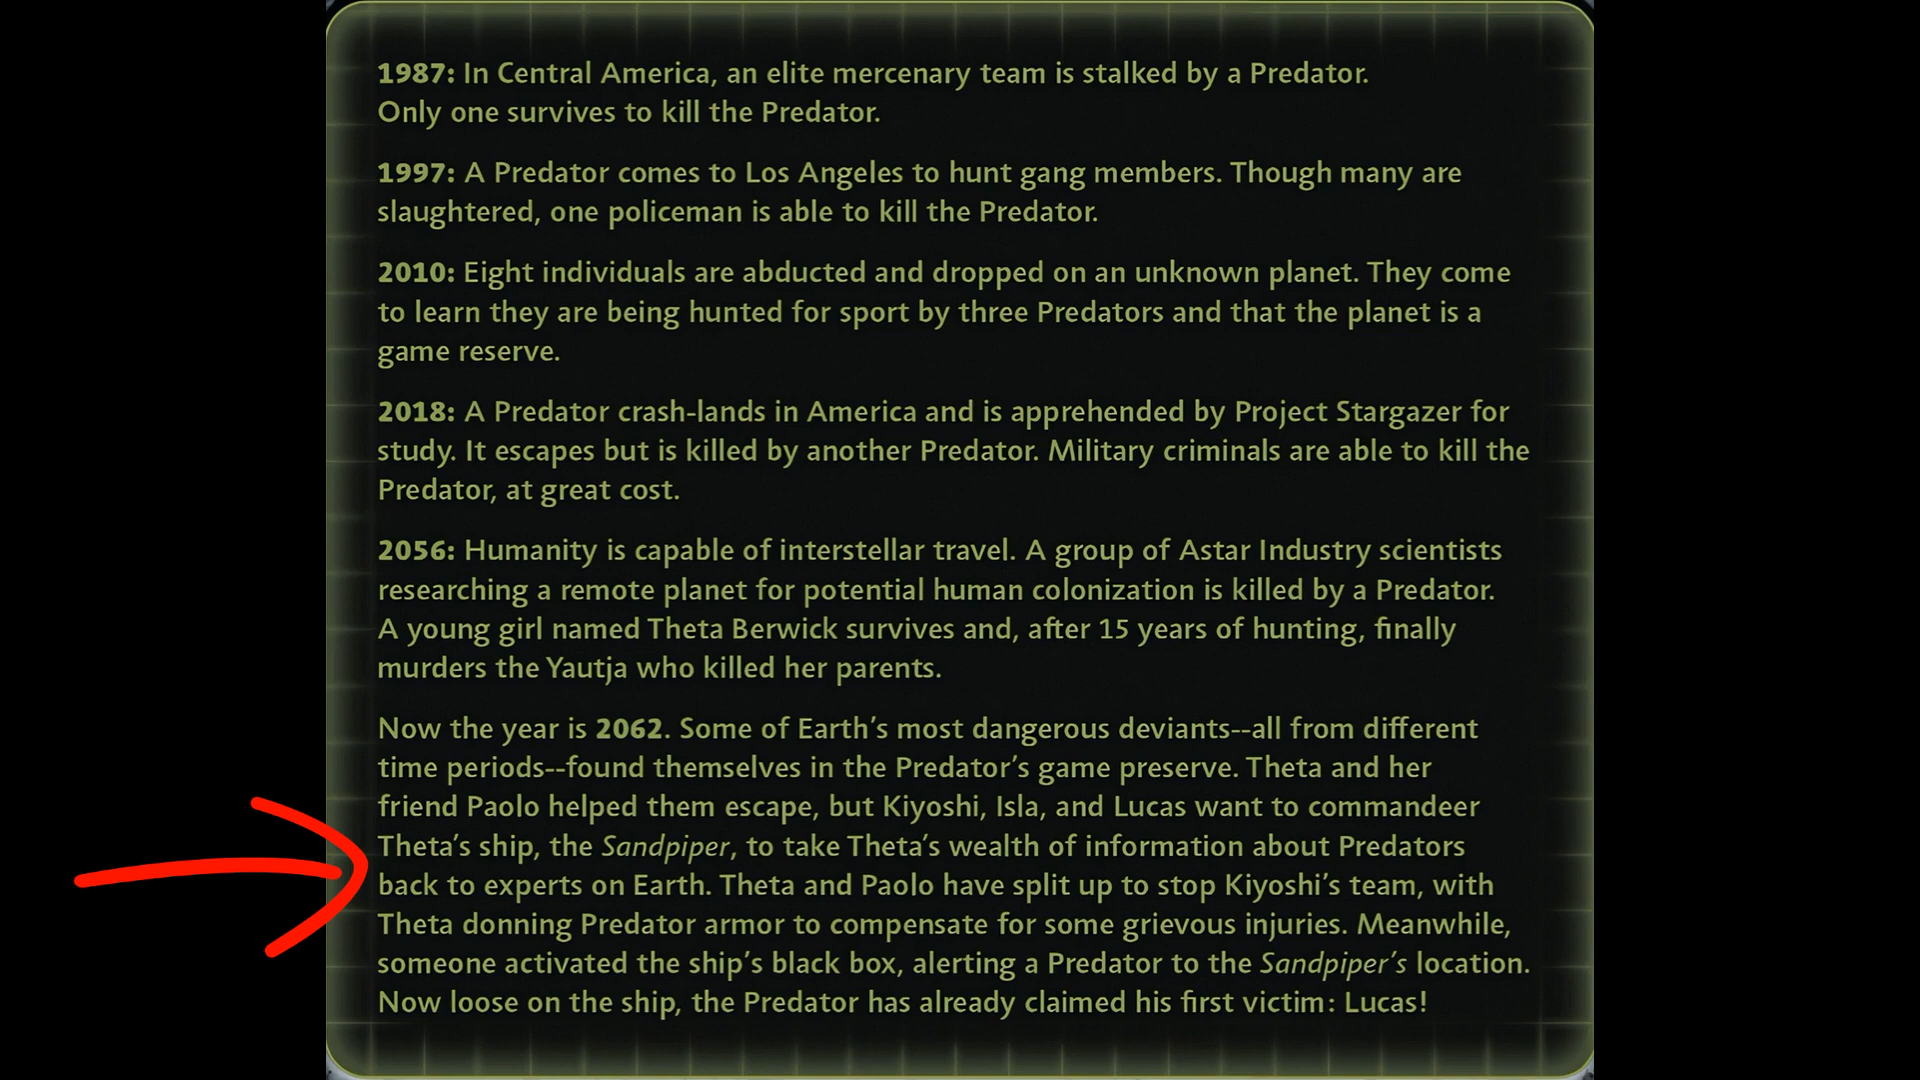 1987: In Central America, an elite mercenary team is stalked by a Predator.
Only one survives to kill the Predator.
1997: A Predator comes to Los Angeles to hunt gang members. Though many are
slaughtered, one policeman is able to kill the Predator.
2010: Eight individuals are abducted and dropped on an unknown planet. They come
to learn they are being hunted for sport by three Predators and that the planet is a
game reserve.
2018: A Predator crash-lands in America and is apprehended by Project Stargazer for
study. It escapes but is killed by another Predator. Military criminals are able to kill the
Predator, at great cost.
2056: Humanity is capable of interstellar travel. A group of Astar Industry scientists
researching a remote planet for potential human colonization is killed by a Predator.
A young girl named Theta Berwick survives and, after 15 years of hunting, finally
murders the Yautja who killed her parents.
Now the year is 2062. Some of Earth's most dangerous deviants--all from different
time periods--found themselves in the Predator's game preserve. Theta and her
friend Paolo helped them escape, but Kiyoshi, Isla, and Lucas want to commandeer
Theta's ship, the Sandpiper, to take Theta's wealth of information about Predators
back to experts on Earth. Theta and Paolo have split up to stop Kiyoshi's team, with
Theta donning Predator armor to compensate for some grievous injuries. Meanwhile,
someone activated the ship's black box, alerting a Predator to the Sandpiper's location.
Now loose on the ship, the Predator has already claimed his first victim: Lucas!